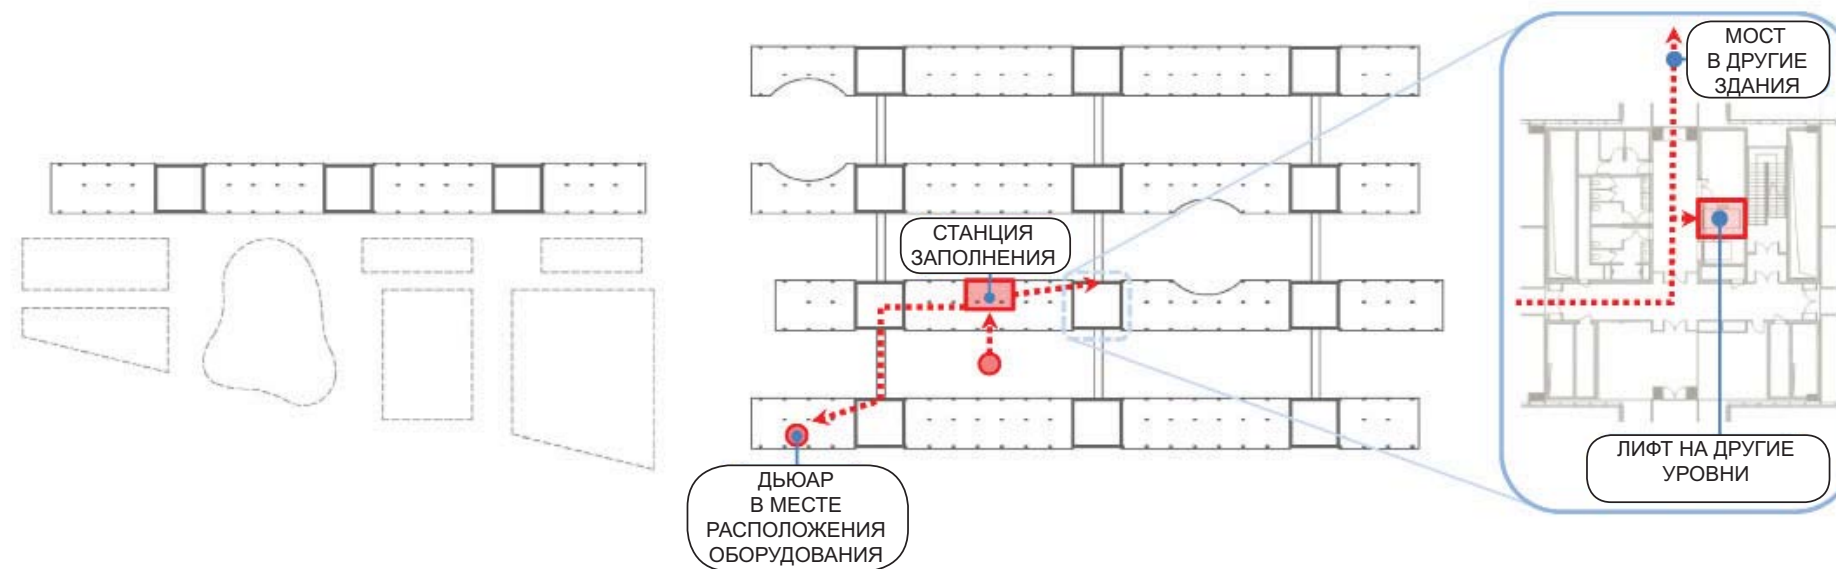 СТАНЦИЯ
ЗАПОЛНЕНИЯ
ДЬЮАР
В МЕСТЕ
РАСПОЛОЖЕНИЯ
ОБОРУДОВАНИЯ
МОСТ
В ДРУГИЕ
ЗДАНИЯ
ЛИФТ НА ДРУГИЕ
УРОВНИ